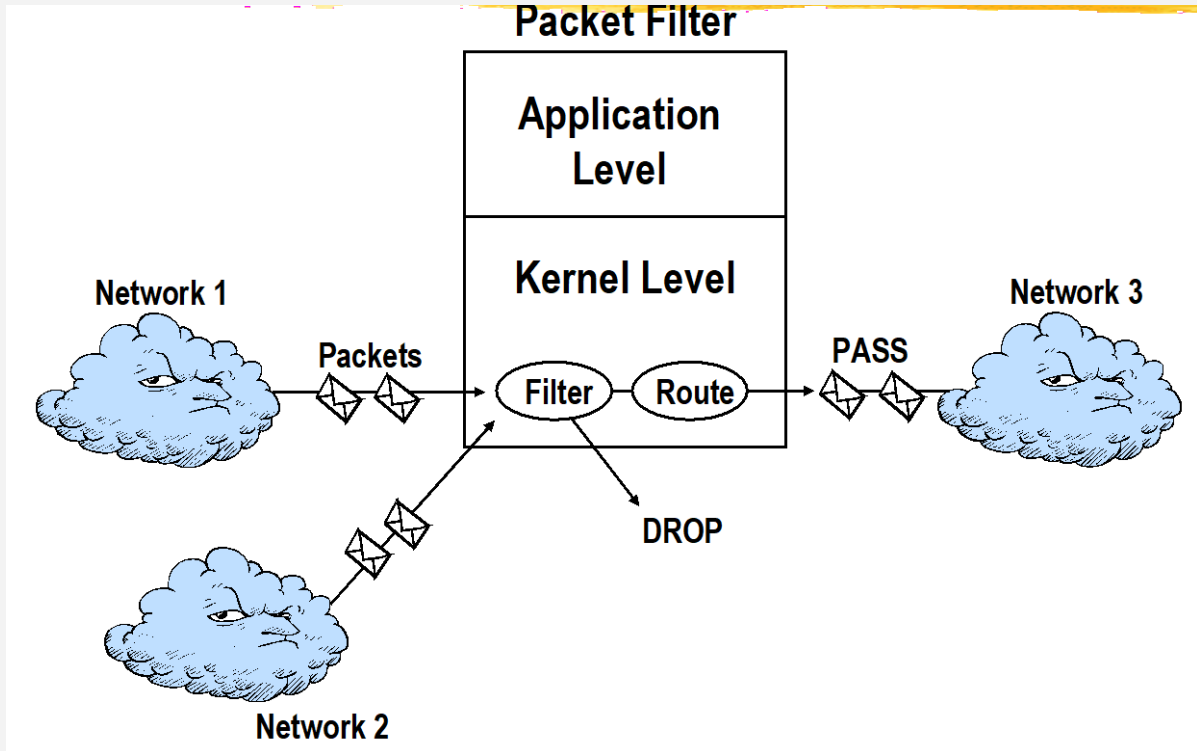 Packet Filter
Application
Level
Kernel Level
Network 1
Network 3
Packets
PASS
Filter
Route
DROP
Network 2